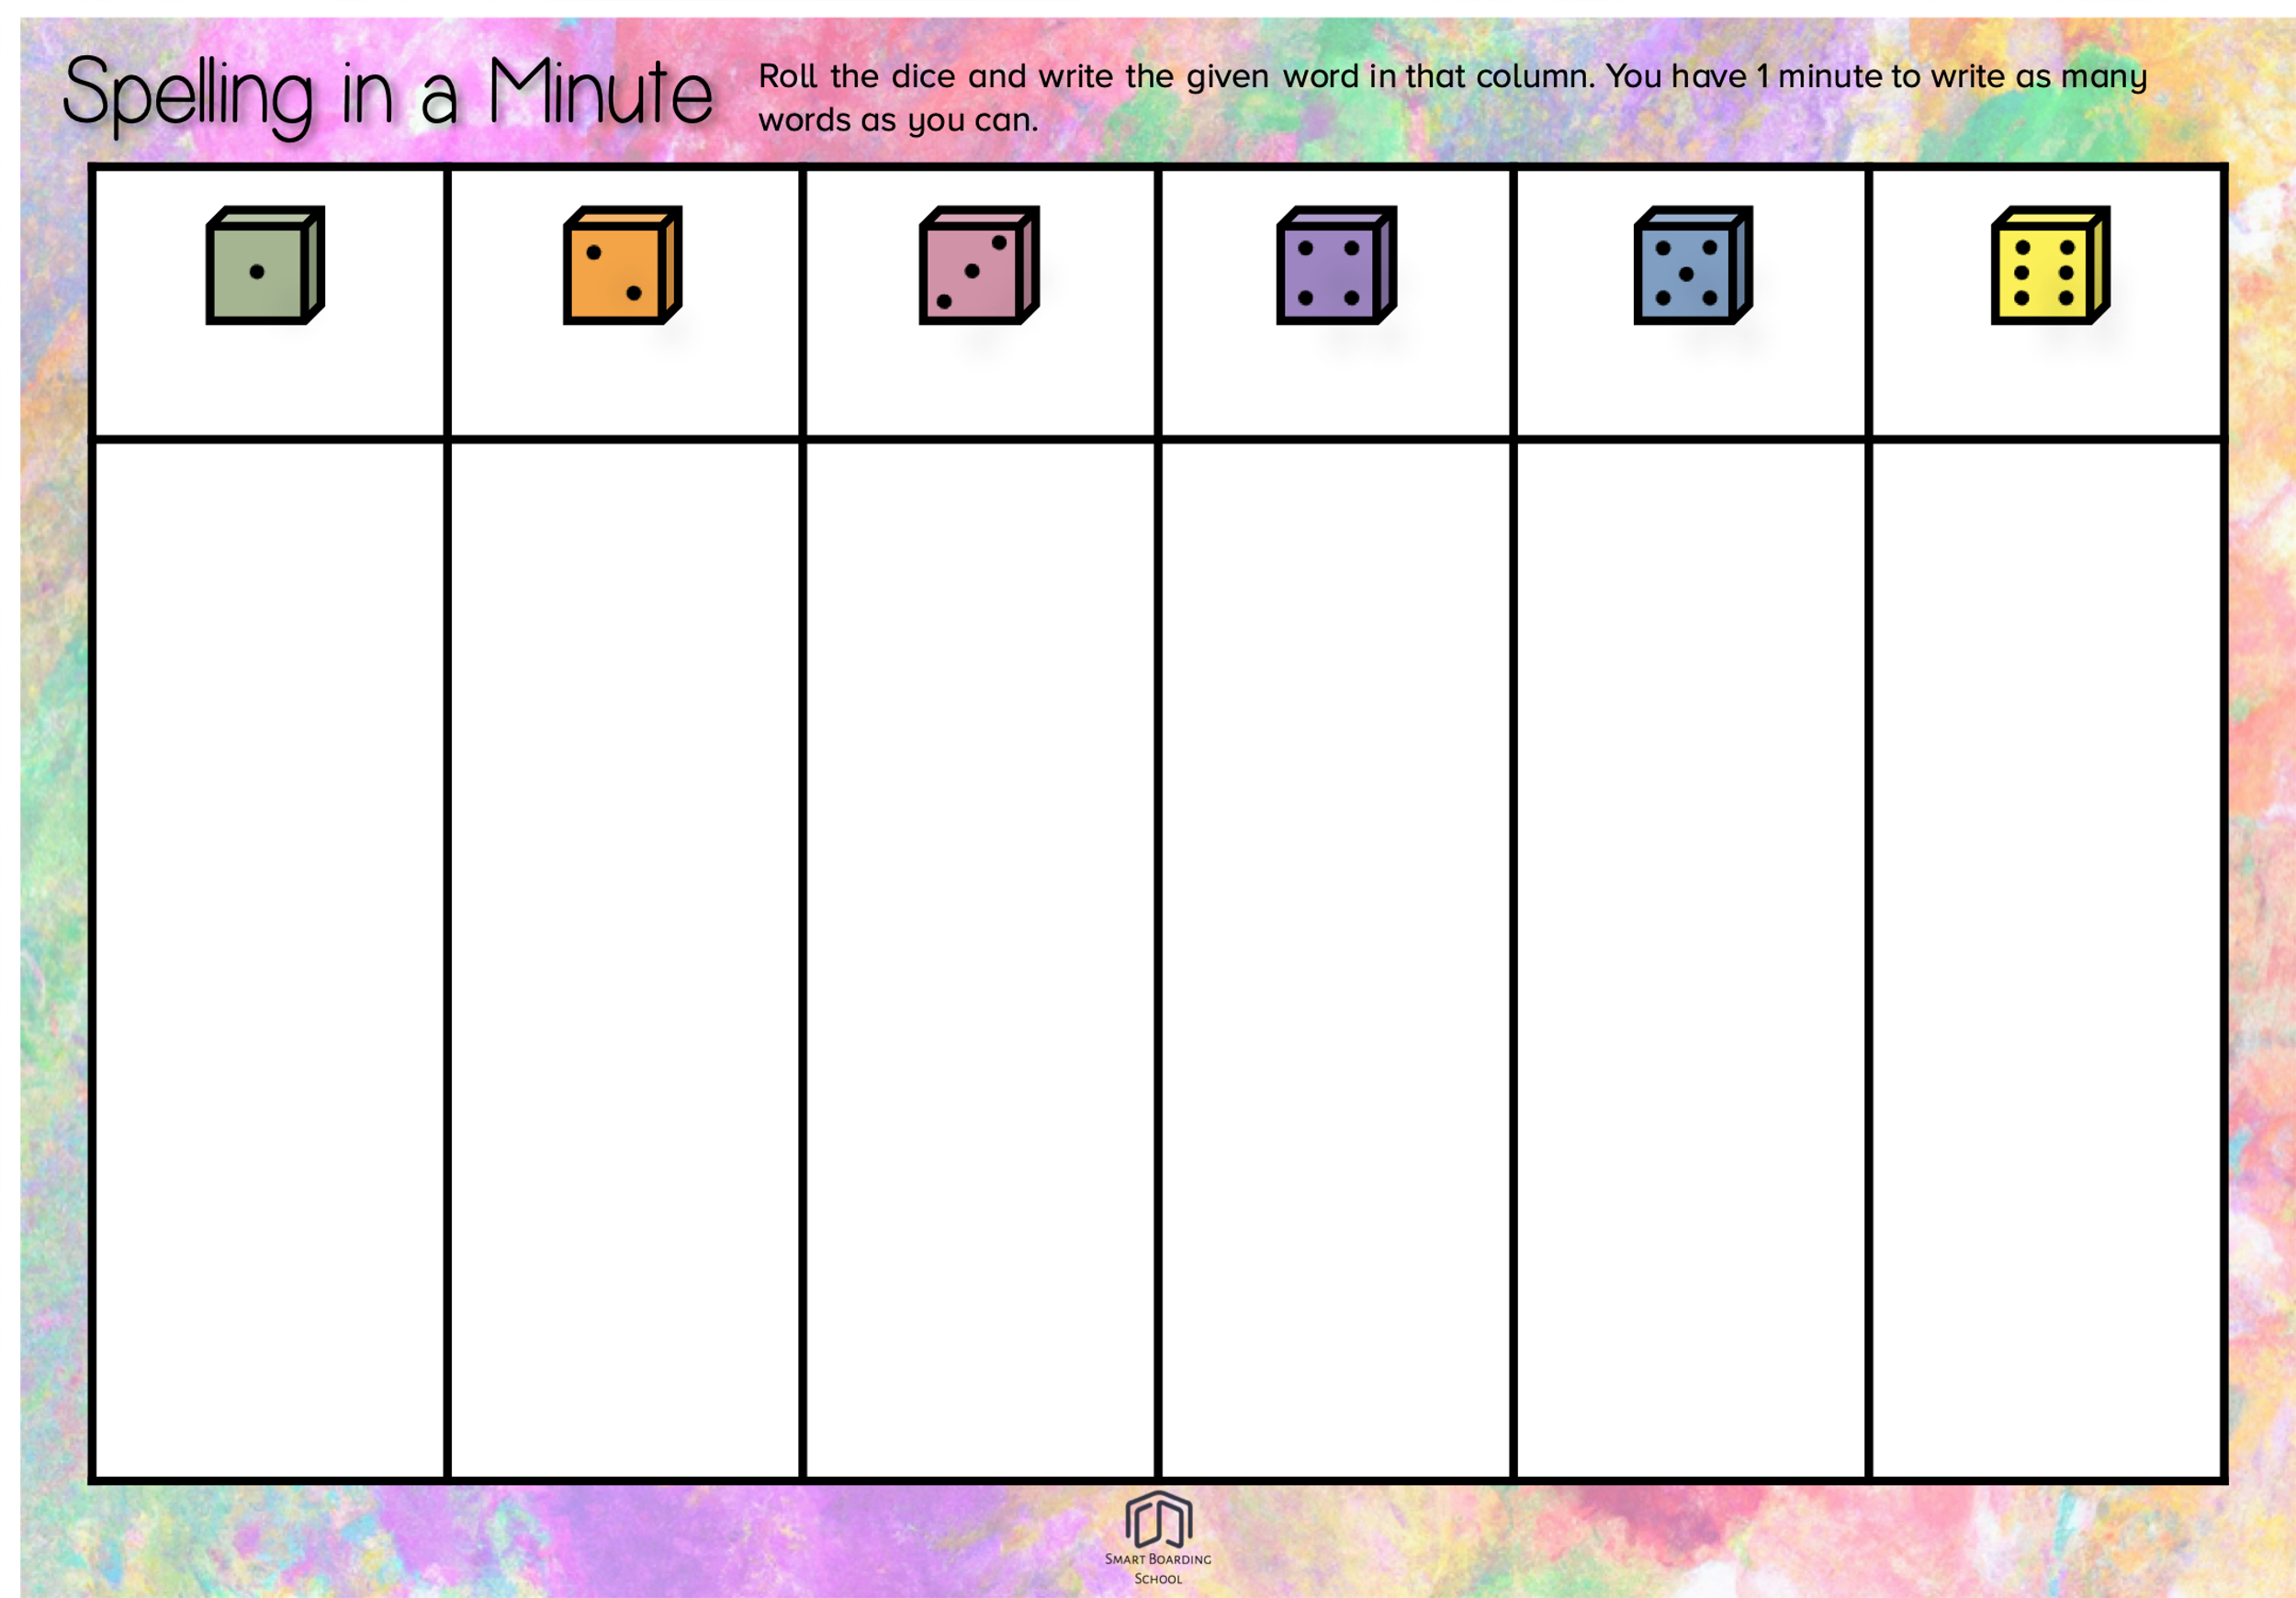 Spelling in a Minute
Roll the dice and write the given word in that column. You have 1 minute to write as many
words as you can.
SMART BOARDING
SCHOOL